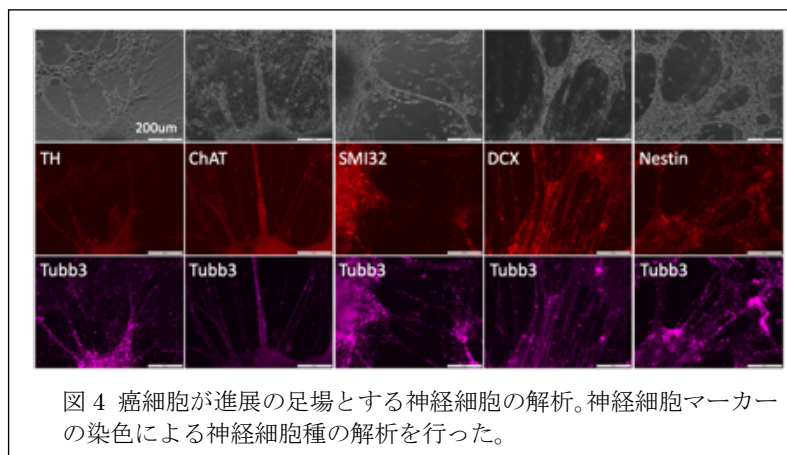 200um
TH ChAT SMI32 DCX Nestin
Tubb3 Tubb3 Tubb3 Tubb3 Tubb3
図 4 癌細胞が進展の足場とする神経細胞の解析。神経細胞マーカー
の染色による神経細胞種の解析を行った。